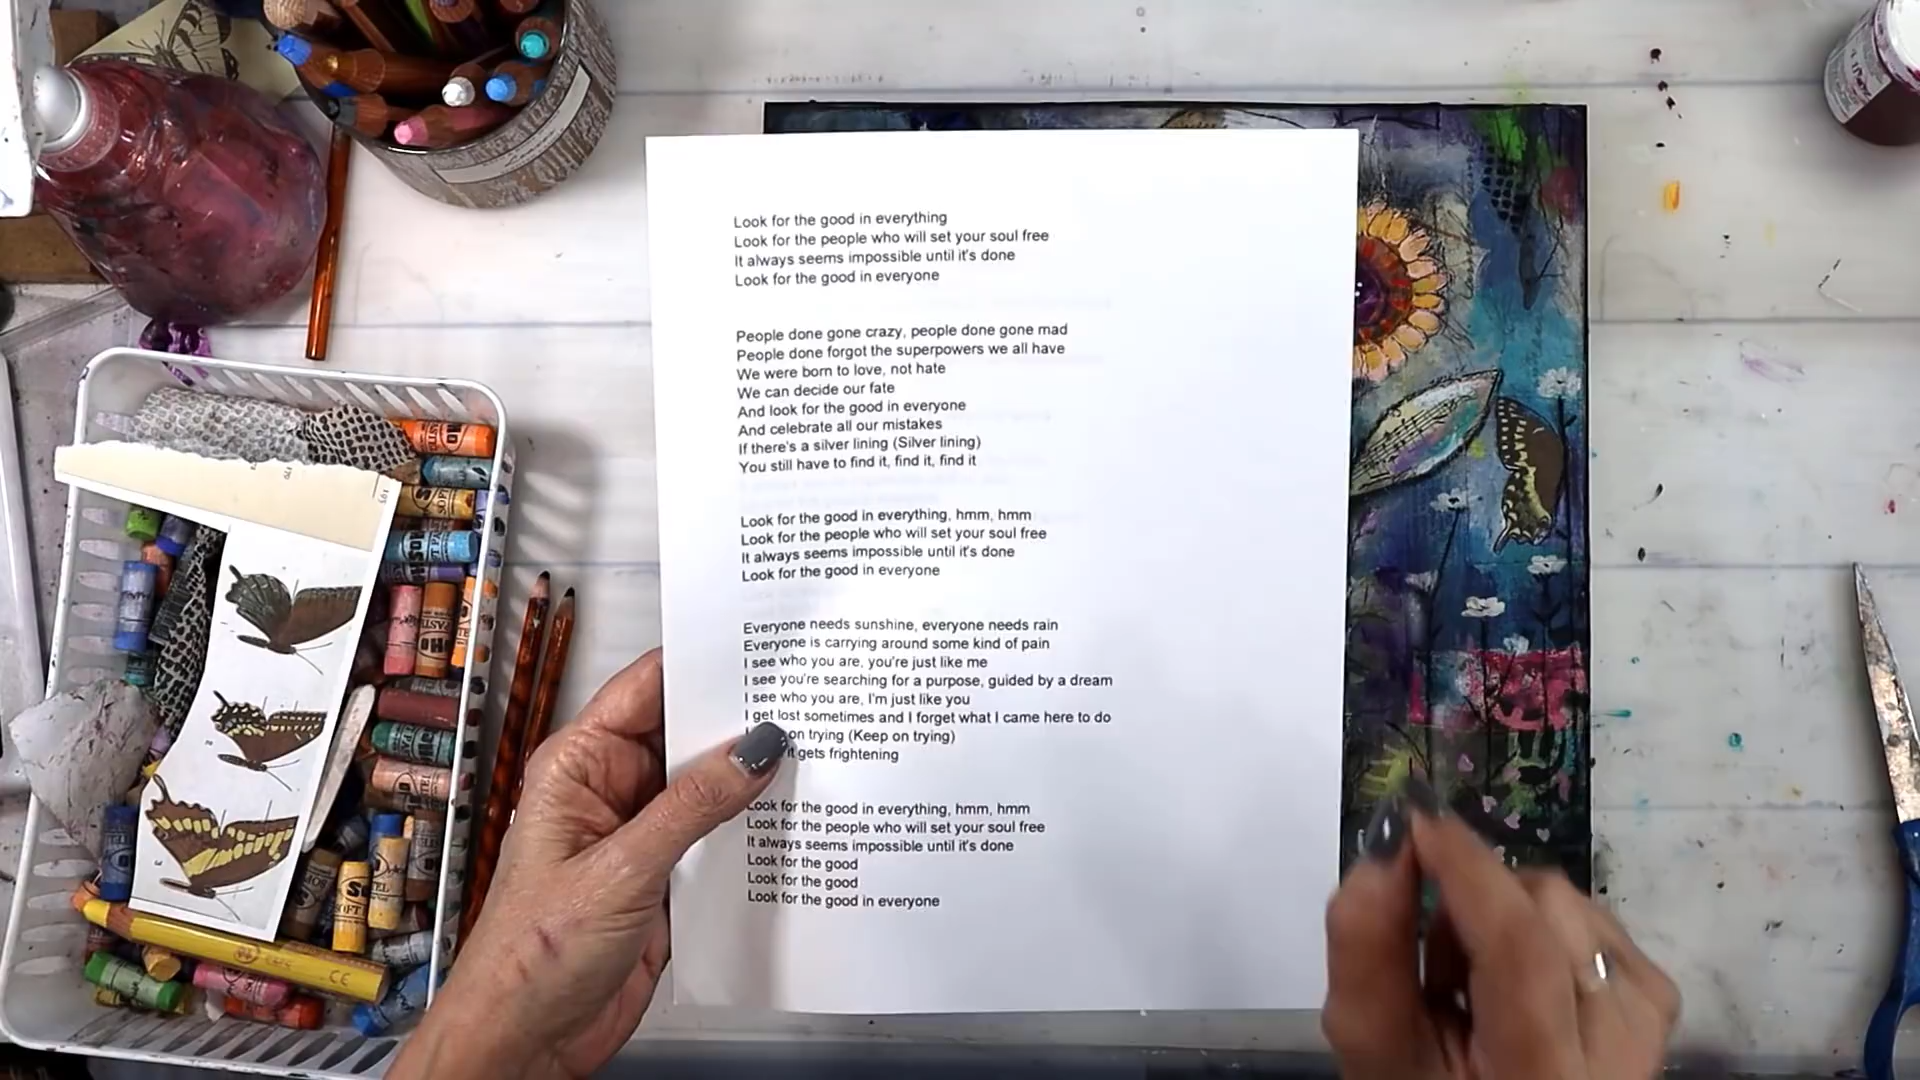 Look for the good in everything
Look for the people who will set your soul free
It always seems impossible until it's done
Look for the good in everyone
People done gone crazy, people done gone mad
People done forgot the superpowers we all have
We were born to love, not hate
We can decide our fate
And look for the good in everyone
And celebrate all our mistakes
If there's a silver lining (Silver lining)
You still have to find it, find it, find it
Look for the good in everything, hmm, hmm
Look for the people who will set your soul free
It always seems impossible until it's done
Look for the good in everyone
Everyone needs sunshine, everyone needs rain
Everyone is carrying around some kind of pain
I see who you are, you're just like me
I see you're searching for a purpose, guided by a dream
I see who you are, I'm just like you
I get lost sometimes and I forget what I came here to do
on trying (Keep on trying)
it gets frightening
Look for the good in everything, hmm, hmm
Look for the people who will set your soul free
It always seems impossible until it's done
Look for the good
Look for the good
Look for the good in everyone